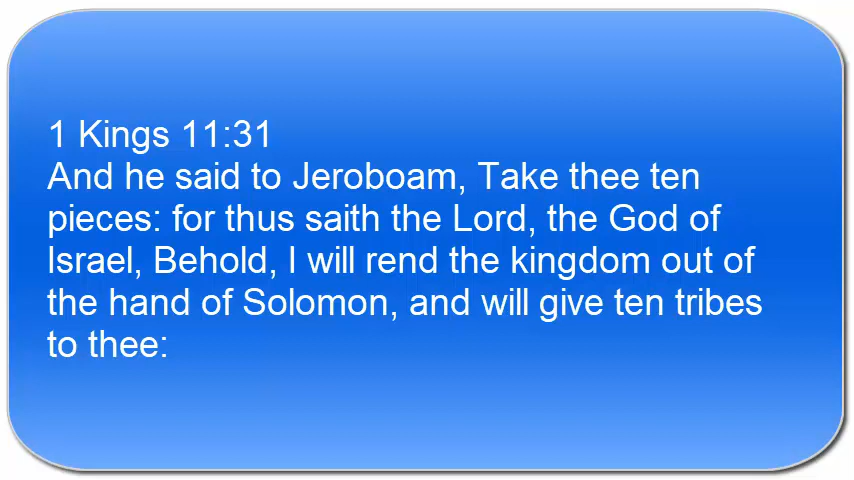 1 Kings 11:31
And he said to Jeroboam, Take thee ten
pieces: for thus saith the Lord, the God of
Israel, Behold, I will rend the kingdom out of
the hand of Solomon, and will give ten tribes
to thee: